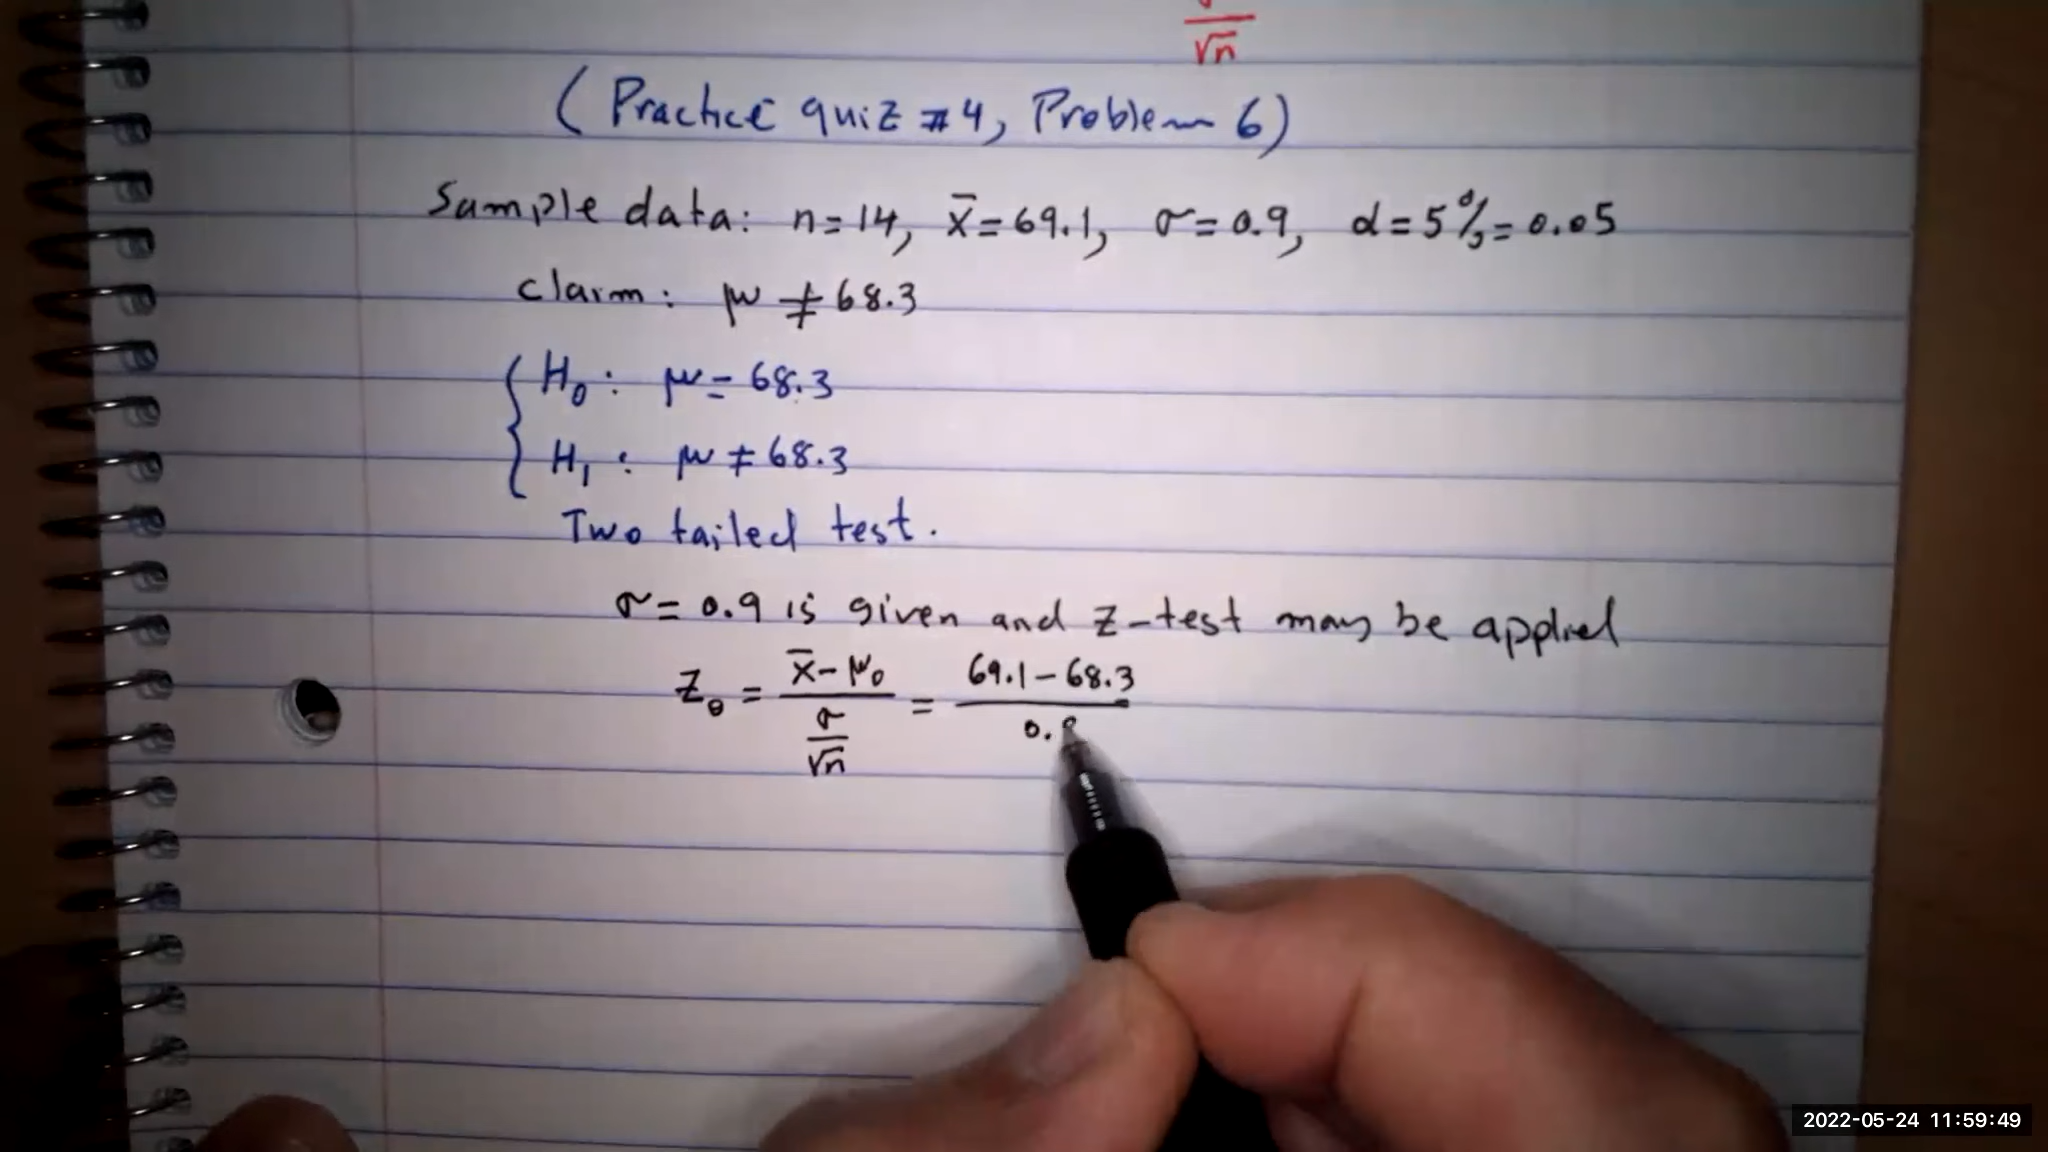 √n
(Practice quiz #4, Problem 6)
Sample data: n=14, x̄=69.1, σ=0.9, α=5%=0.05
claim: μ≠68.3
H₀: μ=68.3
H₁: μ≠68.3
Two tailed test.
σ=0.9 is given and z-test may be applied
Z₀ = (x̄-μ₀)/(σ/√n) = (69.1-68.3)/0.
2022-05-24 11:59:49